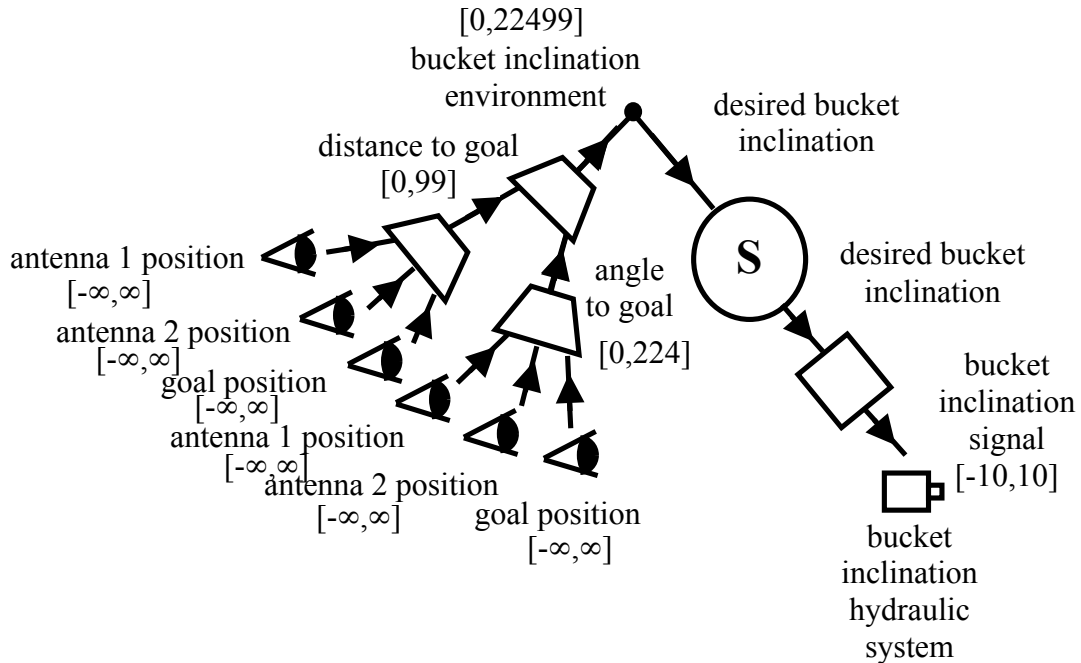 [0,22499]
bucket inclination
environment
desired bucket
inclination
distance to goal
[0,99]
antenna 1 position
[-∞,∞]
antenna 2 position
[-∞,∞]
goal position
[-∞,∞]
antenna 1 position
[-∞,∞]
antenna 2 position
[-∞,∞]
goal position
[-∞,∞]
angle
to goal
[0,224]
S
desired bucket
inclination
bucket
inclination
signal
[-10,10]
bucket
inclination
hydraulic
system